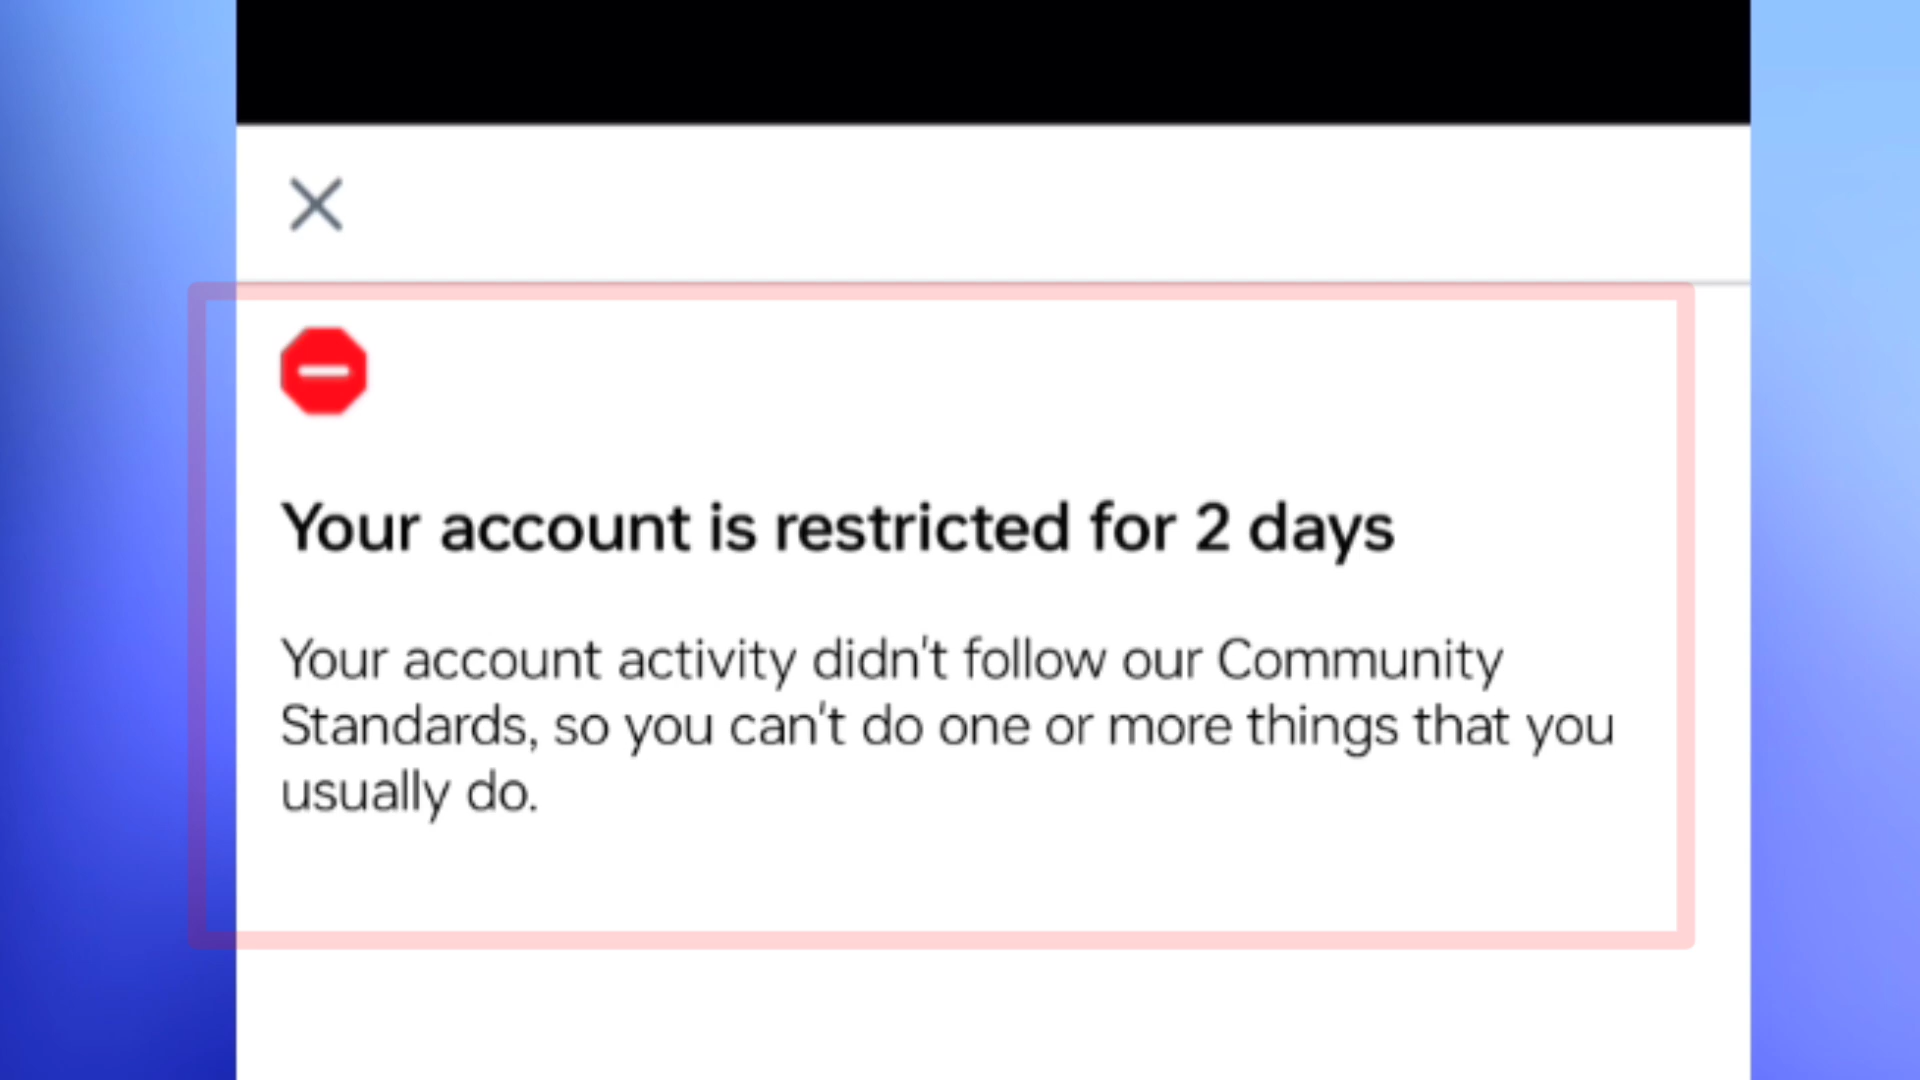 Your account is restricted for 2 days
Your account activity didn't follow our Community
Standards, so you can't do one or more things that you
usually do.